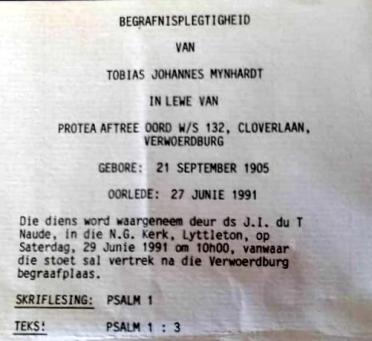 BEGRAFNISPLEGTIGHEID
VAN
TOBIAS JOHANNES MYNHARDT
IN LEWE VAN
PROTEA AFTREE OORD W/S 132, CLOVERLAAN,
VERWOERDBURG
GEBORE: 21 SEPTEMBER 1905
OORLEDE: 27 JUNIE 1991
Die diens word waargeneem deur ds J.I. du T
Naude, in die N.G. Kerk, Lyttleton, op
Saterdag, 29 Junie 1991 om 10h00, vanwaar
die stoet sal vertrek na die Verwoerdburg
begraafplaas.
SKRIFLESING: PSALM 1
TEKS: PSALM 1 : 3